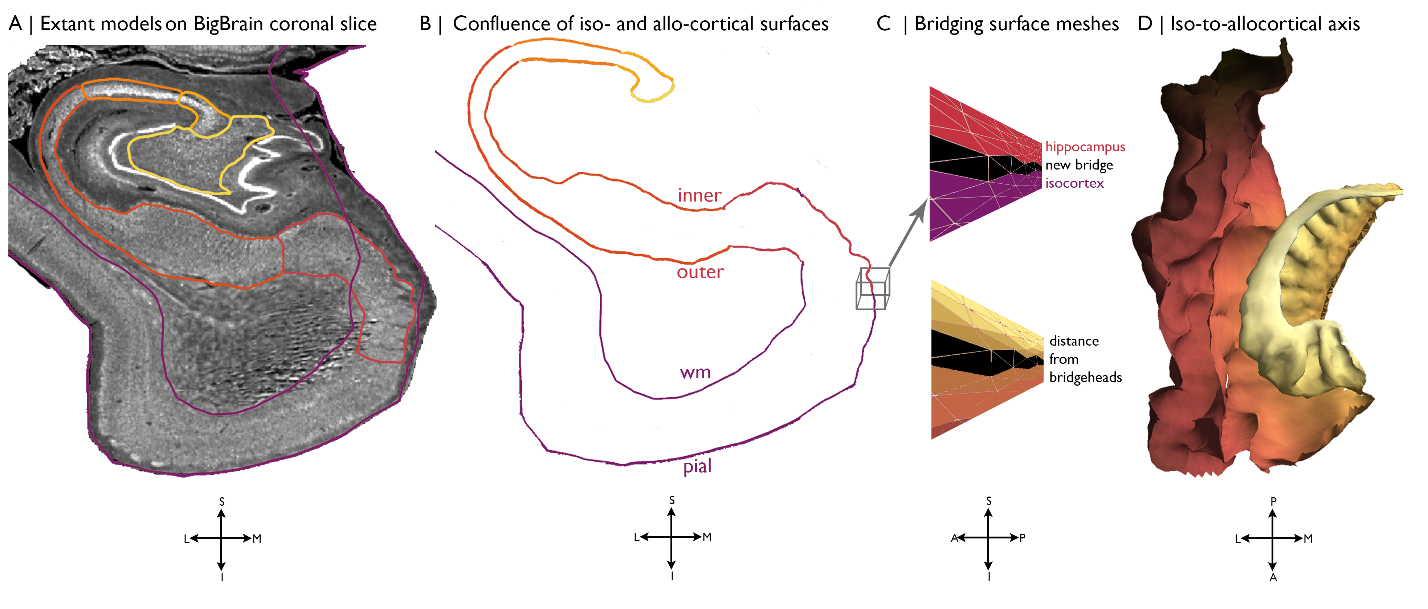 A | Extant models on BigBrain coronal slice
B | Confluence of iso- and allo-cortical surfaces
C | Bridging surface meshes
D | Iso-to-allocortical axis
inner
outer
wm
pial
hippocampus
new bridge
isocortex
distance
from
bridgeheads
S
L M
I
S
L M
I
S
A P
I
P
L M
A